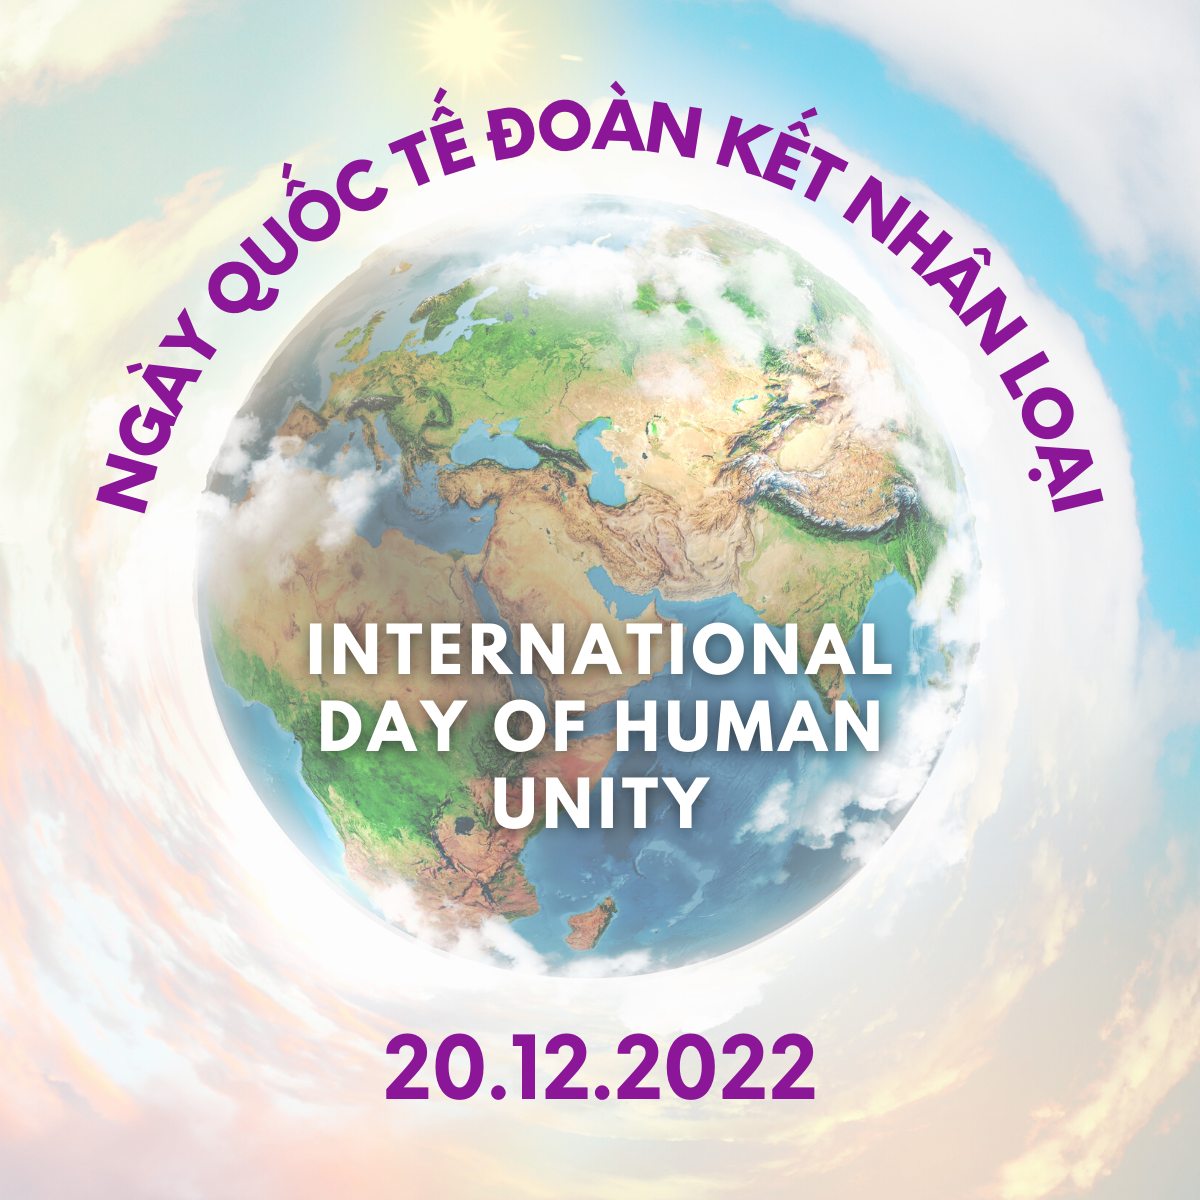 NGÀY QUỐC TẾ ĐOÀN KẾT NHÂN LOẠI
INTERNATIONAL
DAY OF HUMAN
UNITY
20.12.2022